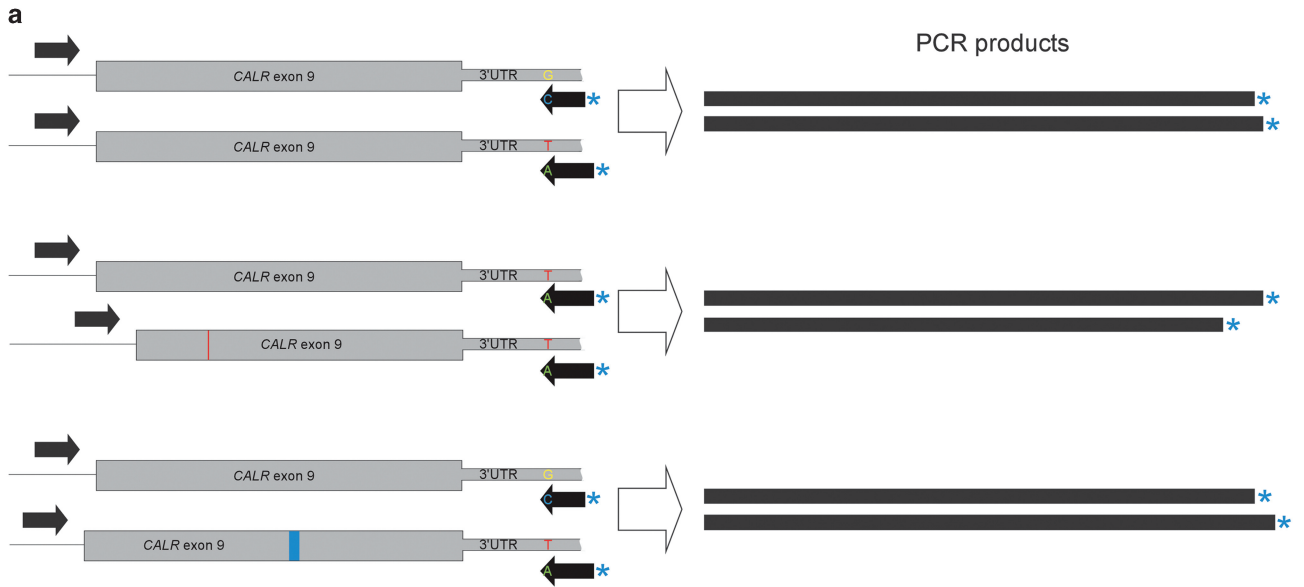 a
PCR products
CALR exon 9 3'UTR G
C *
*
CALR exon 9 3'UTR T
*
A *
CALR exon 9 3'UTR T
A *
*
CALR exon 9 3'UTR T
*
A *
CALR exon 9 3'UTR G
C *
*
CALR exon 9 3'UTR T
*
A *